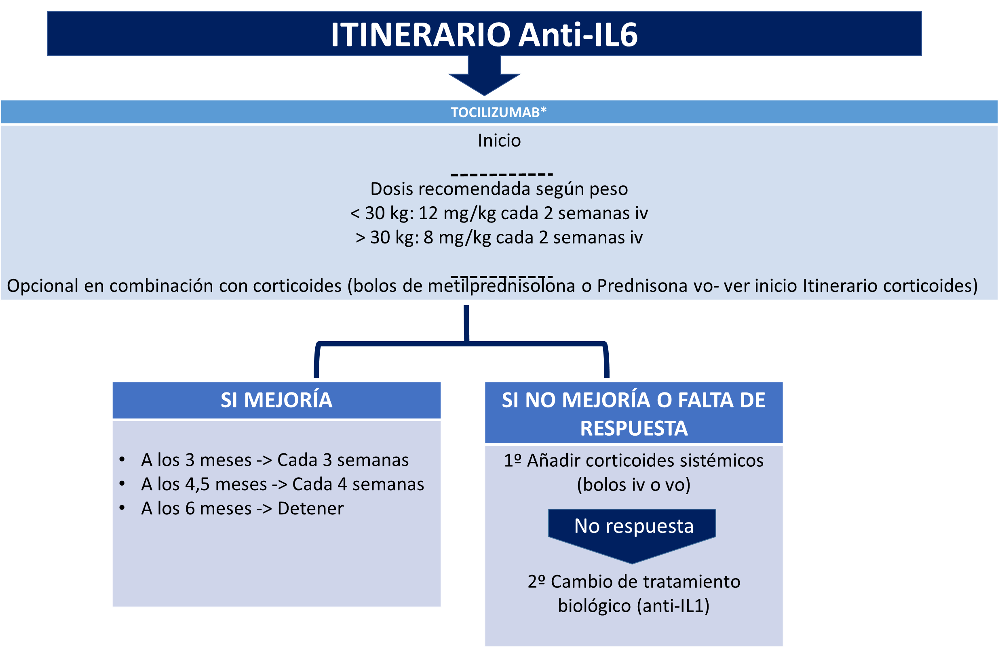 ITINERARIO Anti-IL6
TOCILIZUMAB*
Inicio
Dosis recomendada según peso
< 30 kg: 12 mg/kg cada 2 semanas iv
> 30 kg: 8 mg/kg cada 2 semanas iv
Opcional en combinación con corticoides (bolos de metilprednisolona o Prednisona vo- ver inicio Itinerario corticoides)
SI MEJORÍA
• A los 3 meses -> Cada 3 semanas
• A los 4,5 meses -> Cada 4 semanas
• A los 6 meses -> Detener
SI NO MEJORÍA O FALTA DE
RESPUESTA
1º Añadir corticoides sistémicos
(bolos iv o vo)
No respuesta
2º Cambio de tratamiento
biológico (anti-IL1)